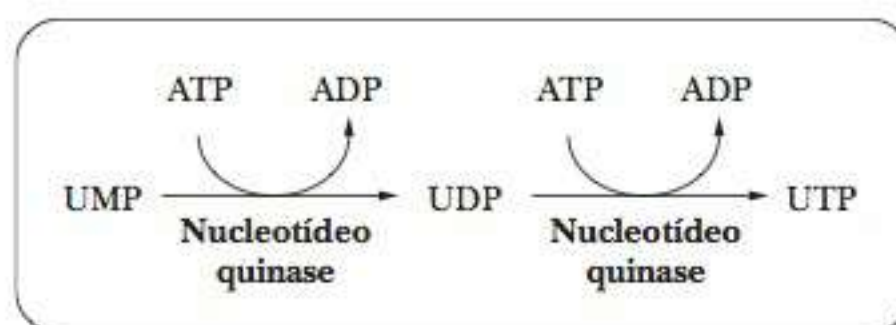 ATP ADP ATP ADP
UMP UDP UTP
Nucleotídeo Nucleotídeo
quinase quinase